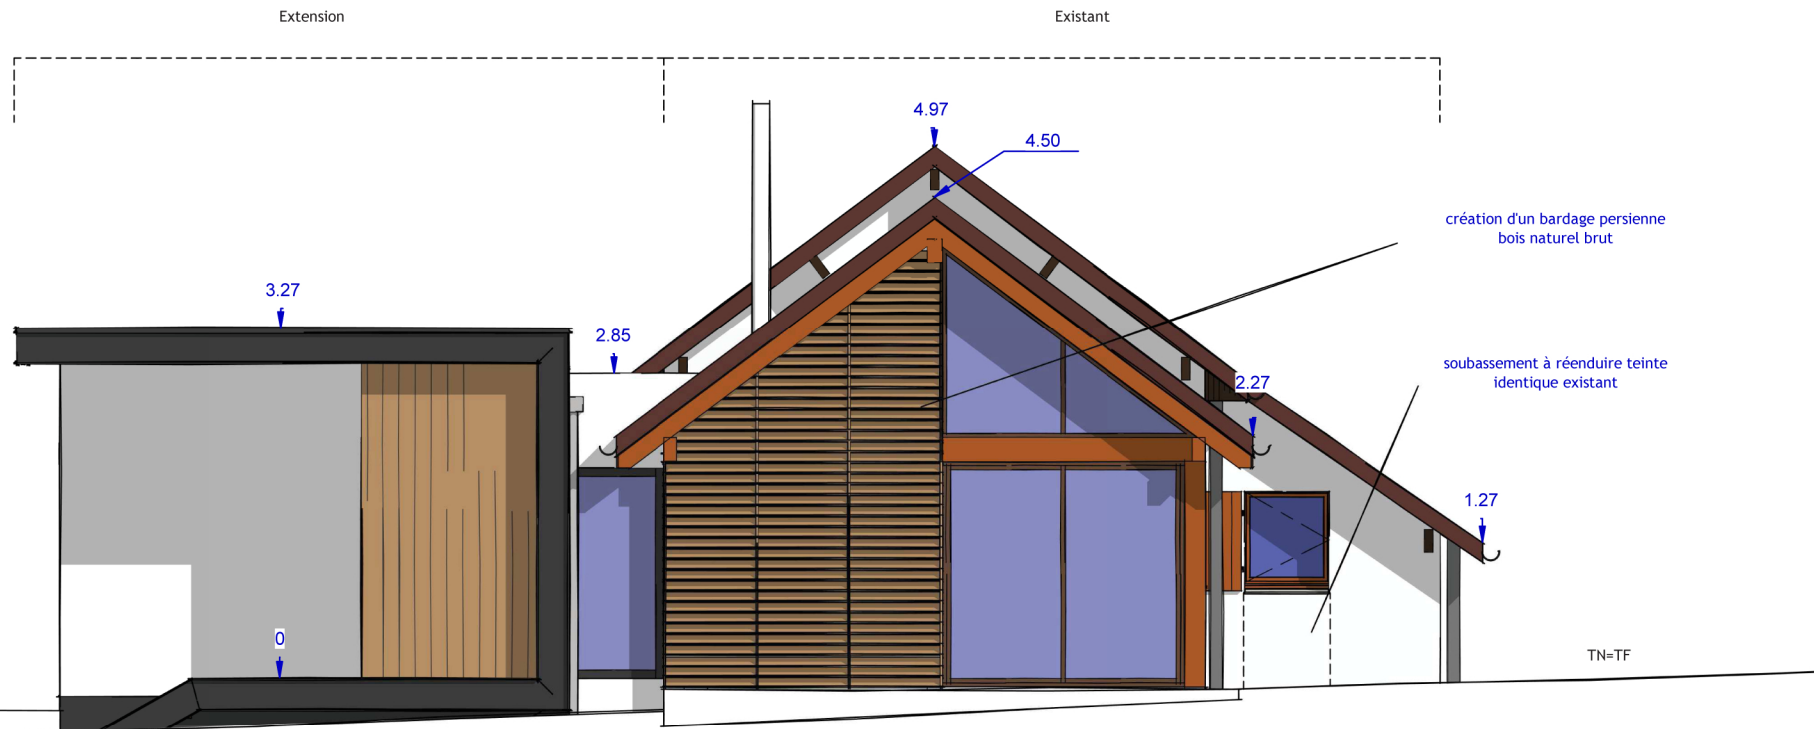 Extension
Existant
4.97
4.50
création d'un bardage persienne
bois naturel brut
3.27
2.85
soubassement à réenduire teinte
identique existant
2.27
1.27
0
TN=TF